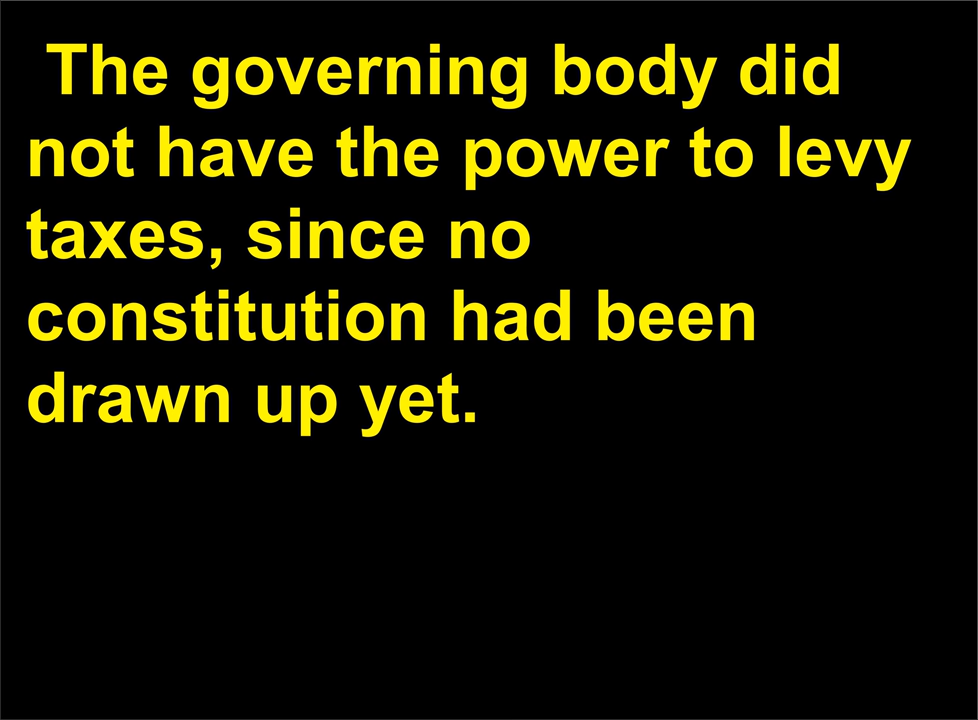 The governing body did
not have the power to levy
taxes, since no
constitution had been
drawn up yet.